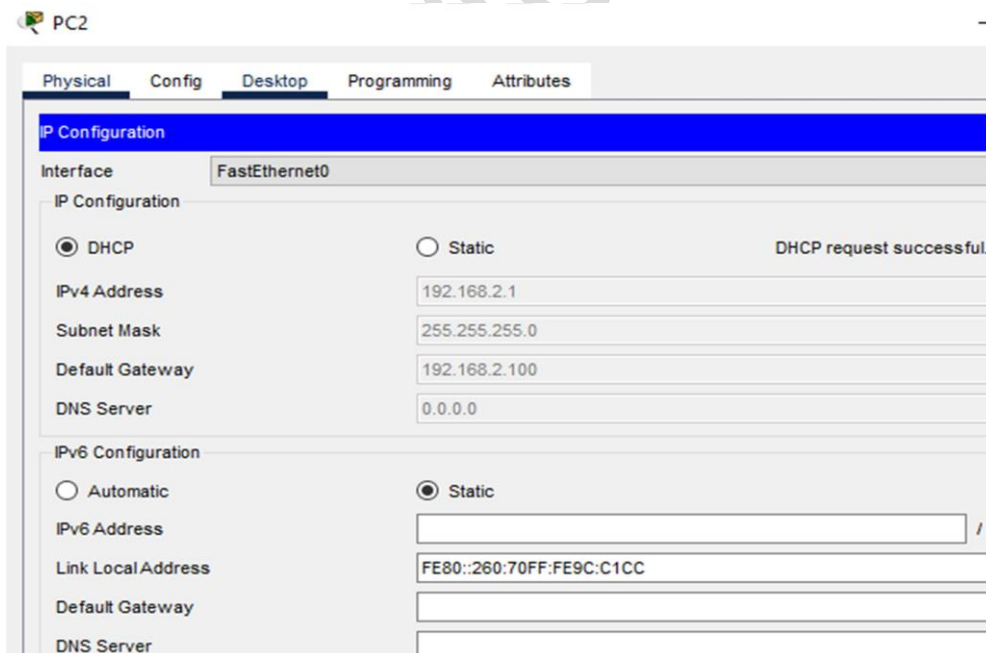 PC2
Physical Config Desktop Programming Attributes
IP Configuration
Interface FastEthernet0
IP Configuration
DHCP Static DHCP request successful.
IPv4 Address 192.168.2.1
Subnet Mask 255.255.255.0
Default Gateway 192.168.2.100
DNS Server 0.0.0.0
IPv6 Configuration
Automatic Static
IPv6 Address /
Link Local Address FE80::260:70FF:FE9C:C1CC
Default Gateway
DNS Server